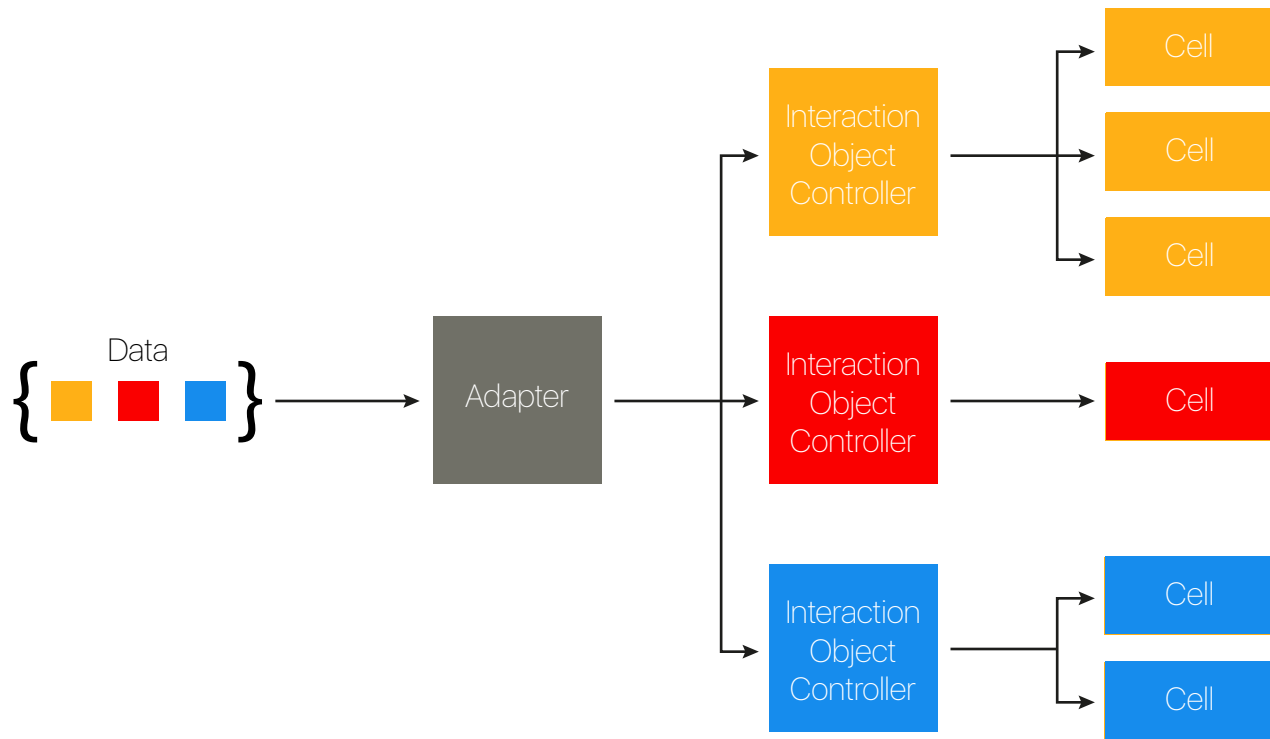 Data
{ }
Adapter
Interaction
Object
Controller
Cell
Cell
Cell
Interaction
Object
Controller
Cell
Interaction
Object
Controller
Cell
Cell